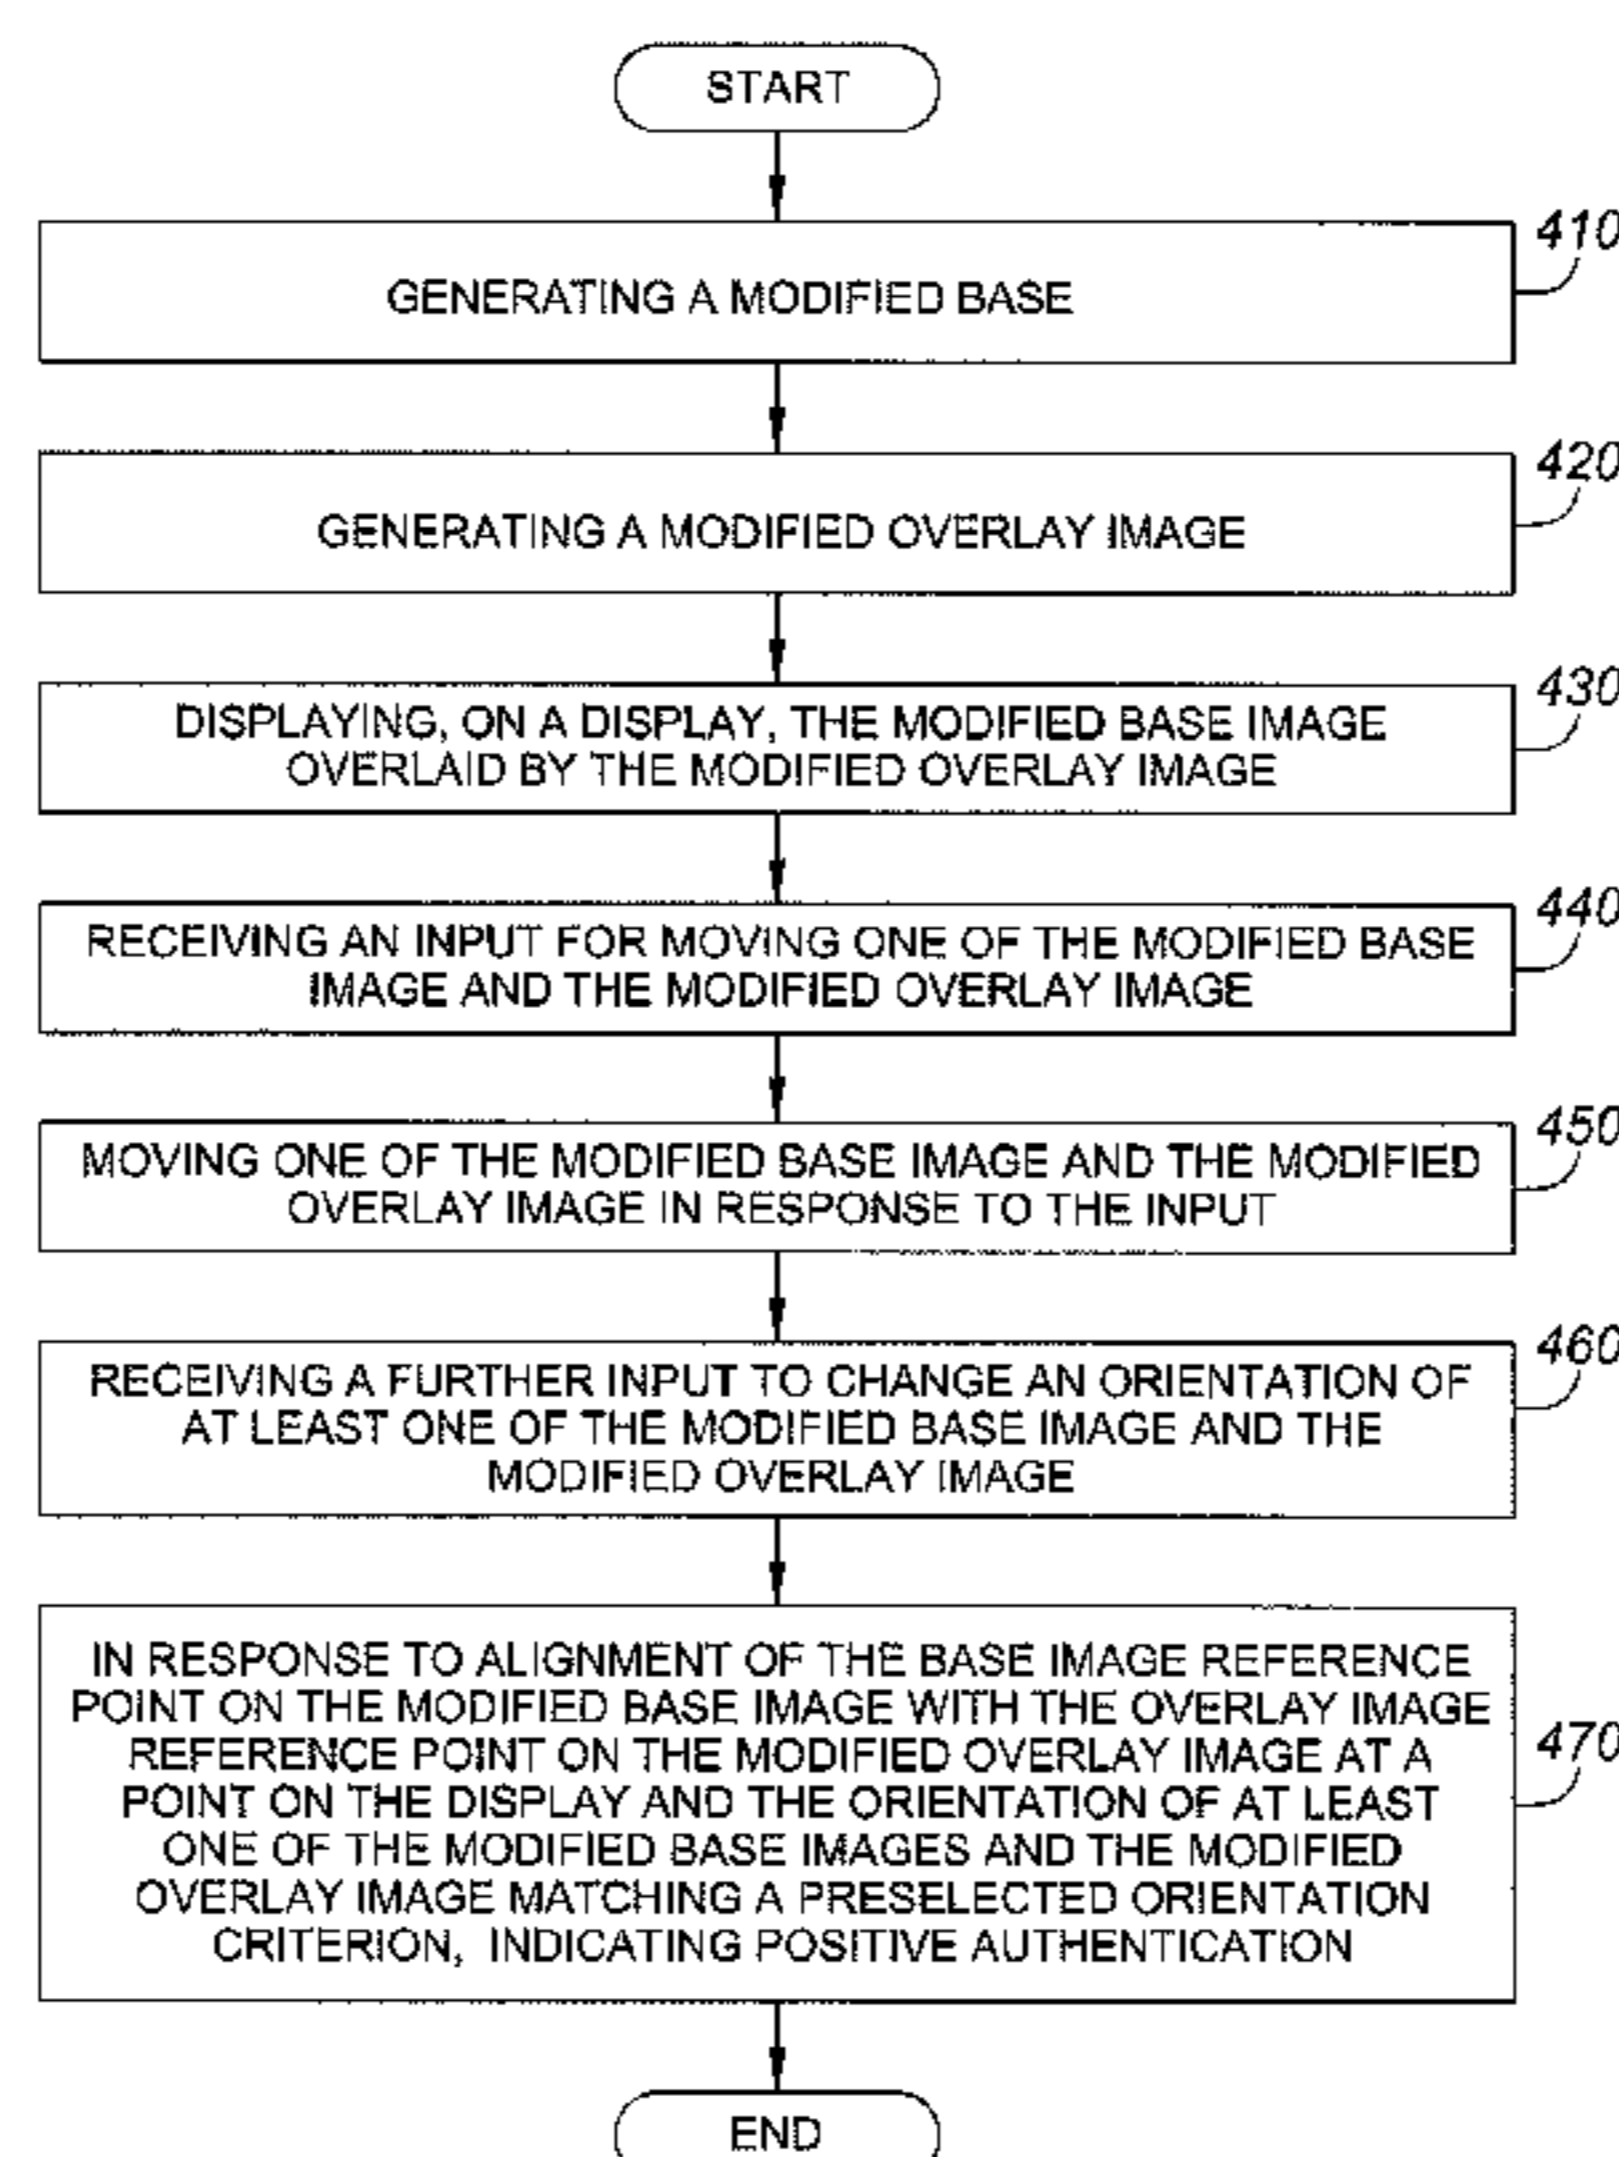 START
410
GENERATING A MODIFIED BASE
420
GENERATING A MODIFIED OVERLAY IMAGE
430
DISPLAYING, ON A DISPLAY, THE MODIFIED BASE IMAGE
OVERLAID BY THE MODIFIED OVERLAY IMAGE
440
RECEIVING AN INPUT FOR MOVING ONE OF THE MODIFIED BASE
IMAGE AND THE MODIFIED OVERLAY IMAGE
450
MOVING ONE OF THE MODIFIED BASE IMAGE AND THE MODIFIED
OVERLAY IMAGE IN RESPONSE TO THE INPUT
460
RECEIVING A FURTHER INPUT TO CHANGE AN ORIENTATION OF
AT LEAST ONE OF THE MODIFIED BASE IMAGE AND THE
MODIFIED OVERLAY IMAGE
470
IN RESPONSE TO ALIGNMENT OF THE BASE IMAGE REFERENCE
POINT ON THE MODIFIED BASE IMAGE WITH THE OVERLAY IMAGE
REFERENCE POINT ON THE MODIFIED OVERLAY IMAGE AT A
POINT ON THE DISPLAY AND THE ORIENTATION OF AT LEAST
ONE OF THE MODIFIED BASE IMAGES AND THE MODIFIED
OVERLAY IMAGE MATCHING A PRESELECTED ORIENTATION
CRITERION, INDICATING POSITIVE AUTHENTICATION
END